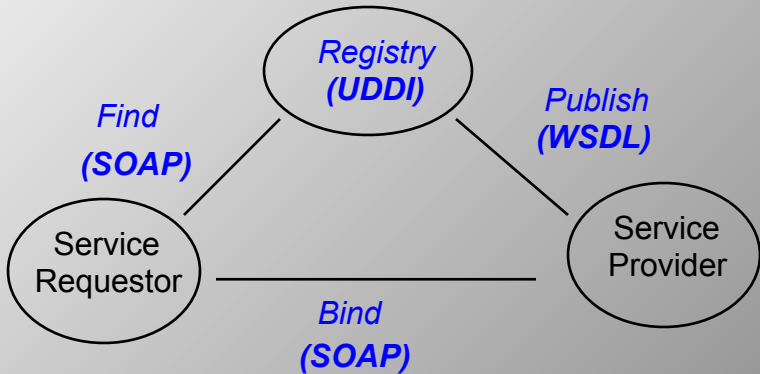 Registry
(UDDI)
Find
(SOAP)
Publish
(WSDL)
Service
Requestor
Service
Provider
Bind
(SOAP)